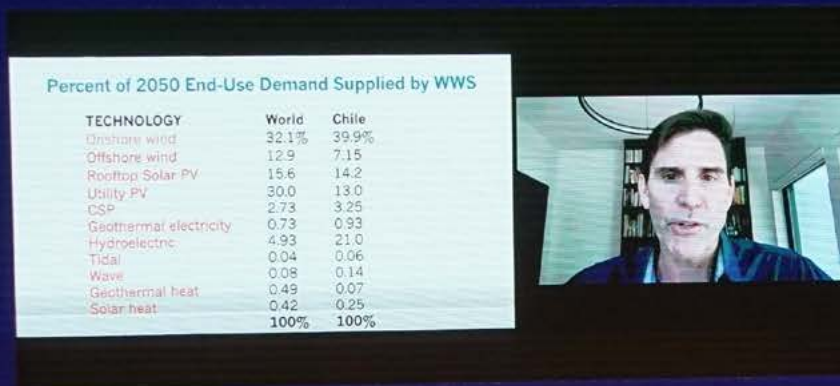 Percent of 2050 End-Use Demand Supplied by WWS
TECHNOLOGY World Chile
Onshore wind 32.1% 39.9%
Offshore wind 12.9 7.15
Rooftop Solar PV 15.6 14.2
Utility PV 30.0 13.0
CSP 2.73 3.25
Geothermal electricity 0.73 0.93
Hydroelectric 4.93 21.0
Tidal 0.04 0.06
Wave 0.08 0.14
Geothermal heat 0.49 0.07
Solar heat 0.42 0.25
100% 100%